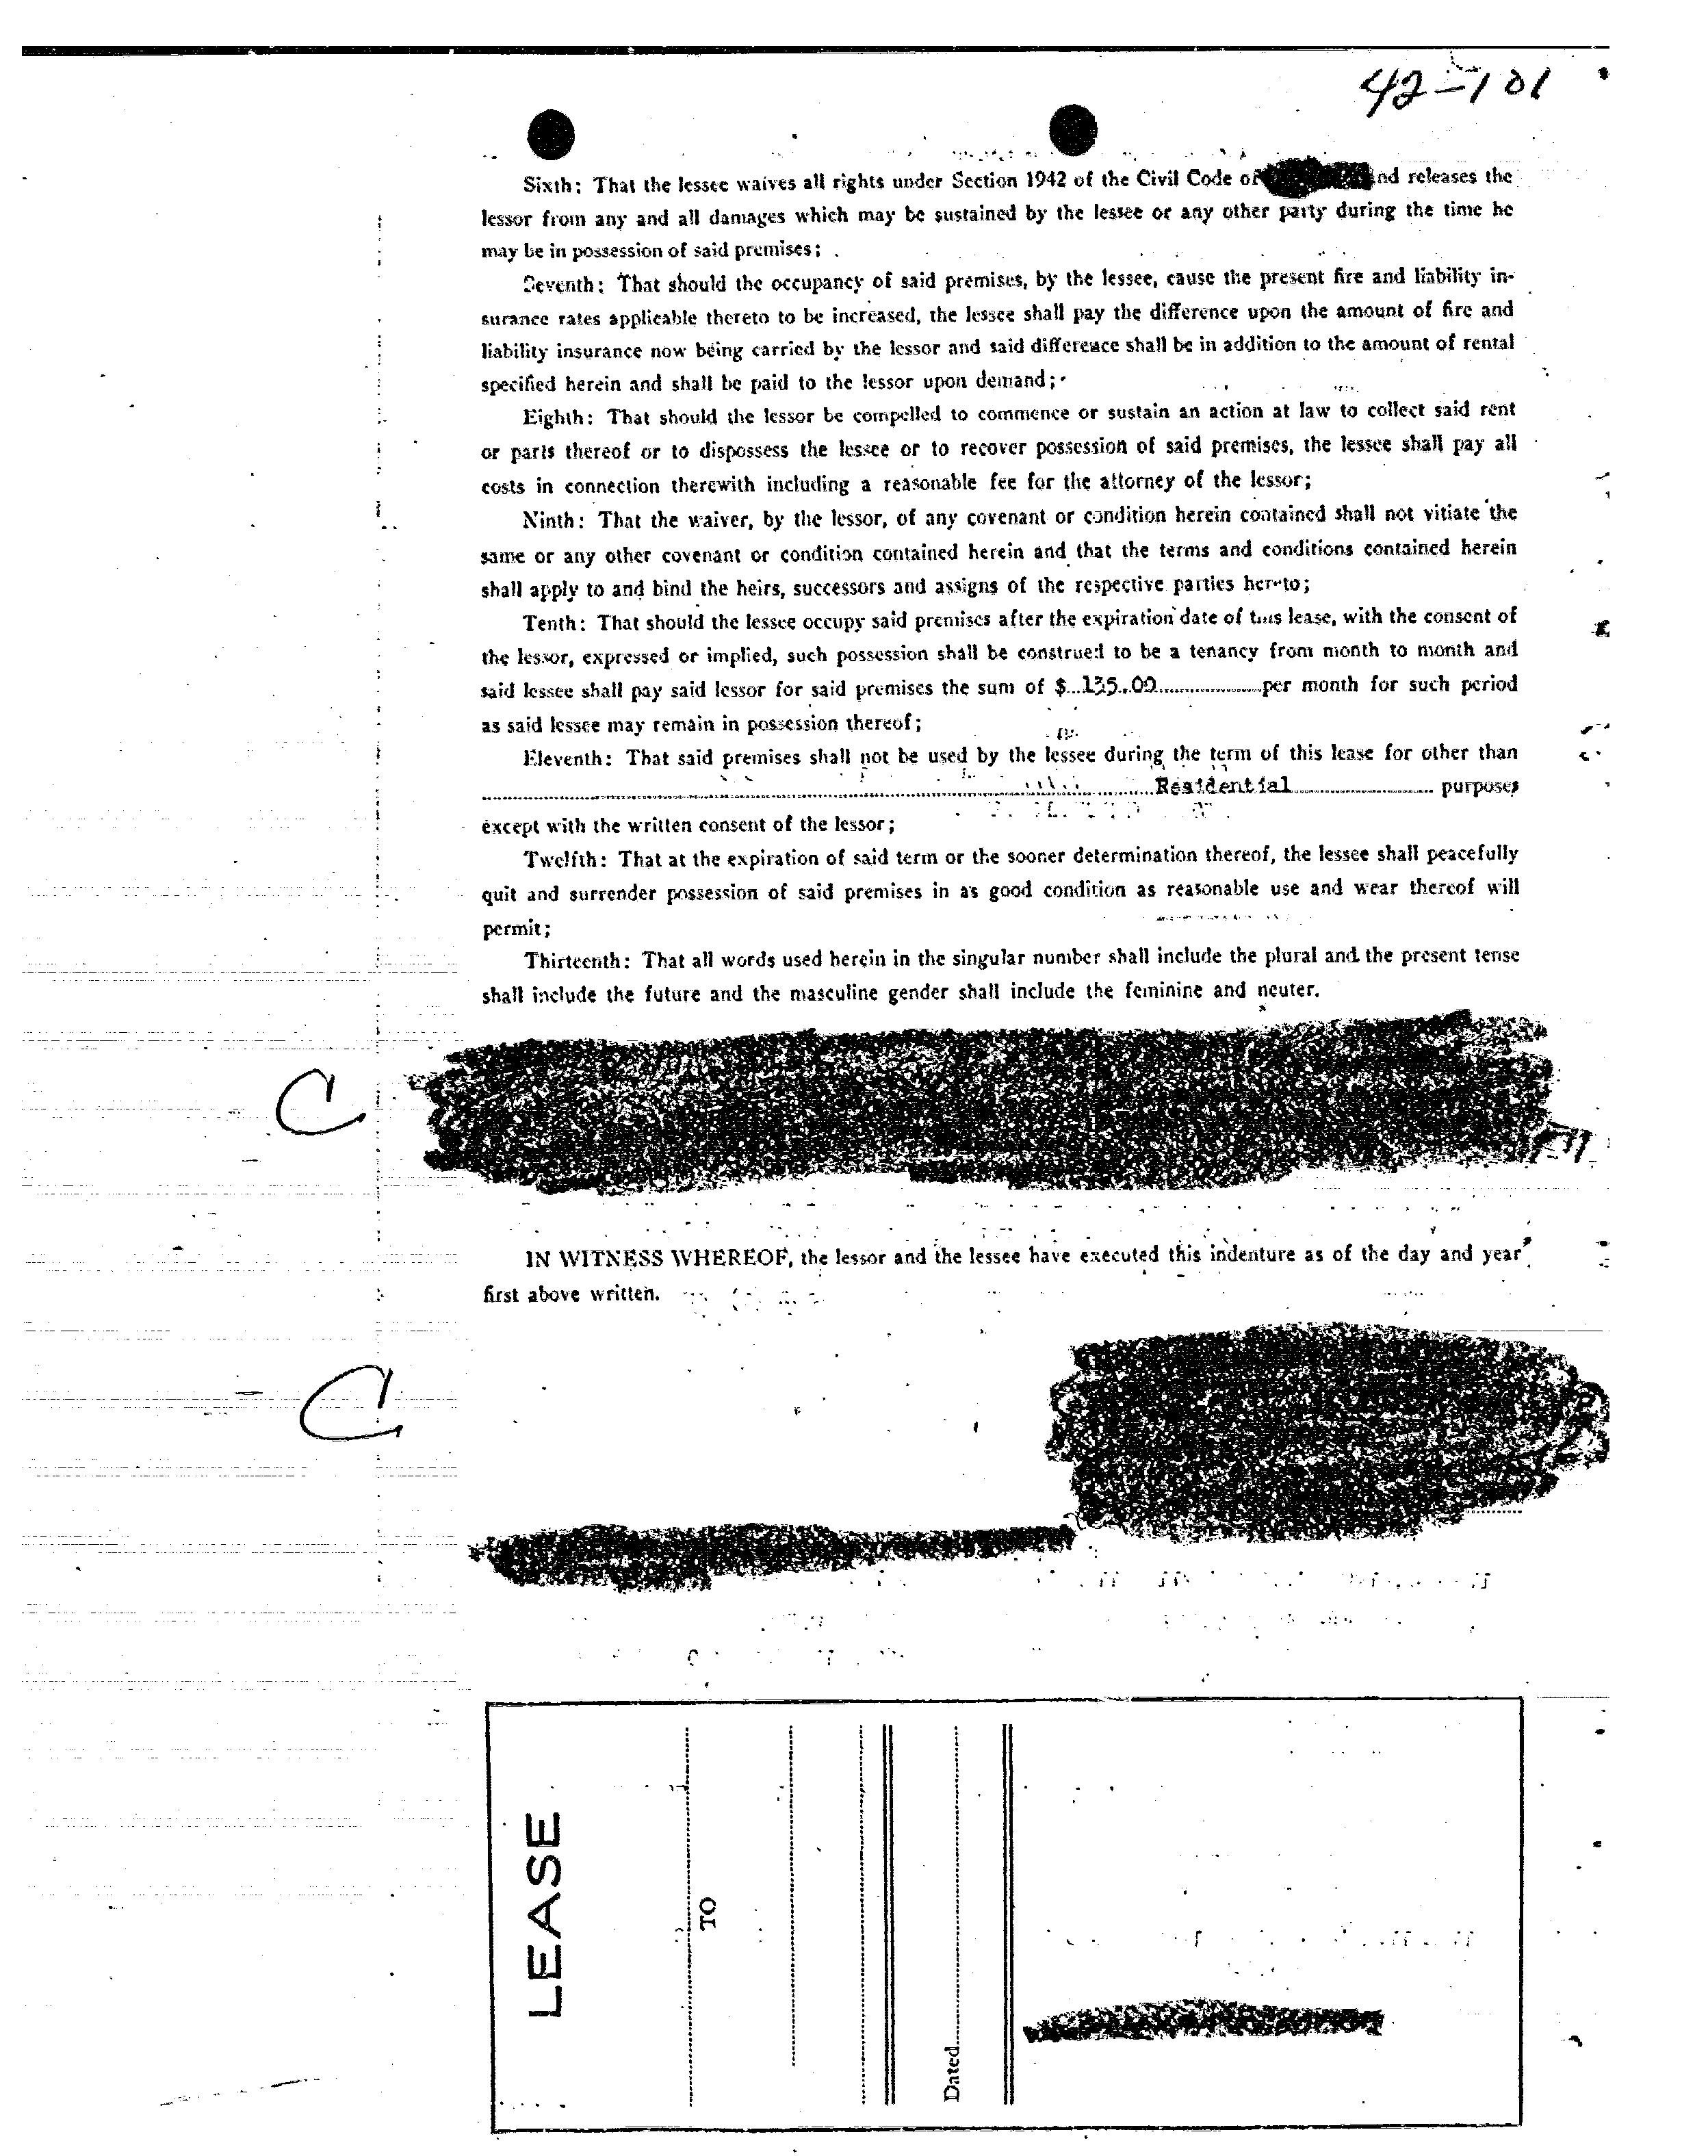 42-101
Sixth: That the lessee waives all rights under Section 1942 of the Civil Code of and releases the
lessor from any and all damages which may be sustained by the lessee or any other party during the time he
may be in possession of said premises;
Seventh: That should the occupancy of said premises, by the lessee, cause the present fire and liability in-
surance rates applicable thereto to be increased, the lessee shall pay the difference upon the amount of fire and
liability insurance now being carried by the lessor and said difference shall be in addition to the amount of rental
specified herein and shall be paid to the lessor upon demand;
Eighth: That should the lessor be compelled to commence or sustain an action at law to collect said rent
or parts thereof or to dispossess the lessee or to recover possession of said premises, the lessee shall pay all
costs in connection therewith including a reasonable fee for the attorney of the lessor;
Ninth: That the waiver, by the lessor, of any covenant or condition herein contained shall not vitiate the
same or any other covenant or condition contained herein and that the terms and conditions contained herein
shall apply to and bind the heirs, successors and assigns of the respective parties hereto;
Tenth: That should the lessee occupy said premises after the expiration date of this lease, with the consent of
the lessor, expressed or implied, such possession shall be construed to be a tenancy from month to month and
said lessee shall pay said lessor for said premises the sum of $ 135.00 per month for such period
as said lessee may remain in possession thereof;
Eleventh: That said premises shall not be used by the lessee during the term of this lease for other than
Residential purposes
except with the written consent of the lessor;
Twelfth: That at the expiration of said term or the sooner determination thereof, the lessee shall peacefully
quit and surrender possession of said premises in as good condition as reasonable use and wear thereof will
permit;
Thirteenth: That all words used herein in the singular number shall include the plural and the present tense
shall include the future and the masculine gender shall include the feminine and neuter.
C
IN WITNESS WHEREOF, the lessor and the lessee have executed this indenture as of the day and year
first above written.
C
LEASE
TO
Dated